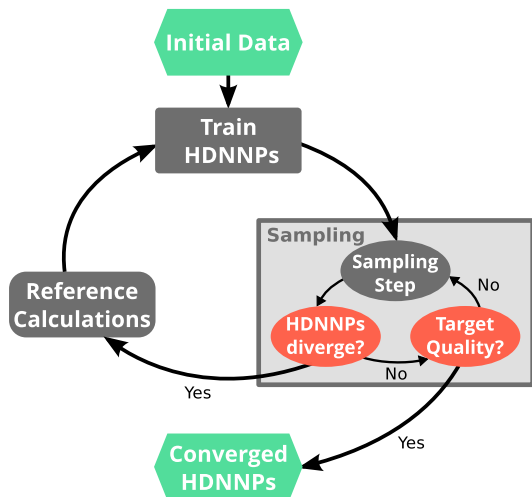 Initial Data
Train
HDNNPs
Sampling
Sampling
Step
No
HDNNPs
diverge?
Target
Quality?
No
Reference
Calculations
Yes
Yes
Converged
HDNNPs